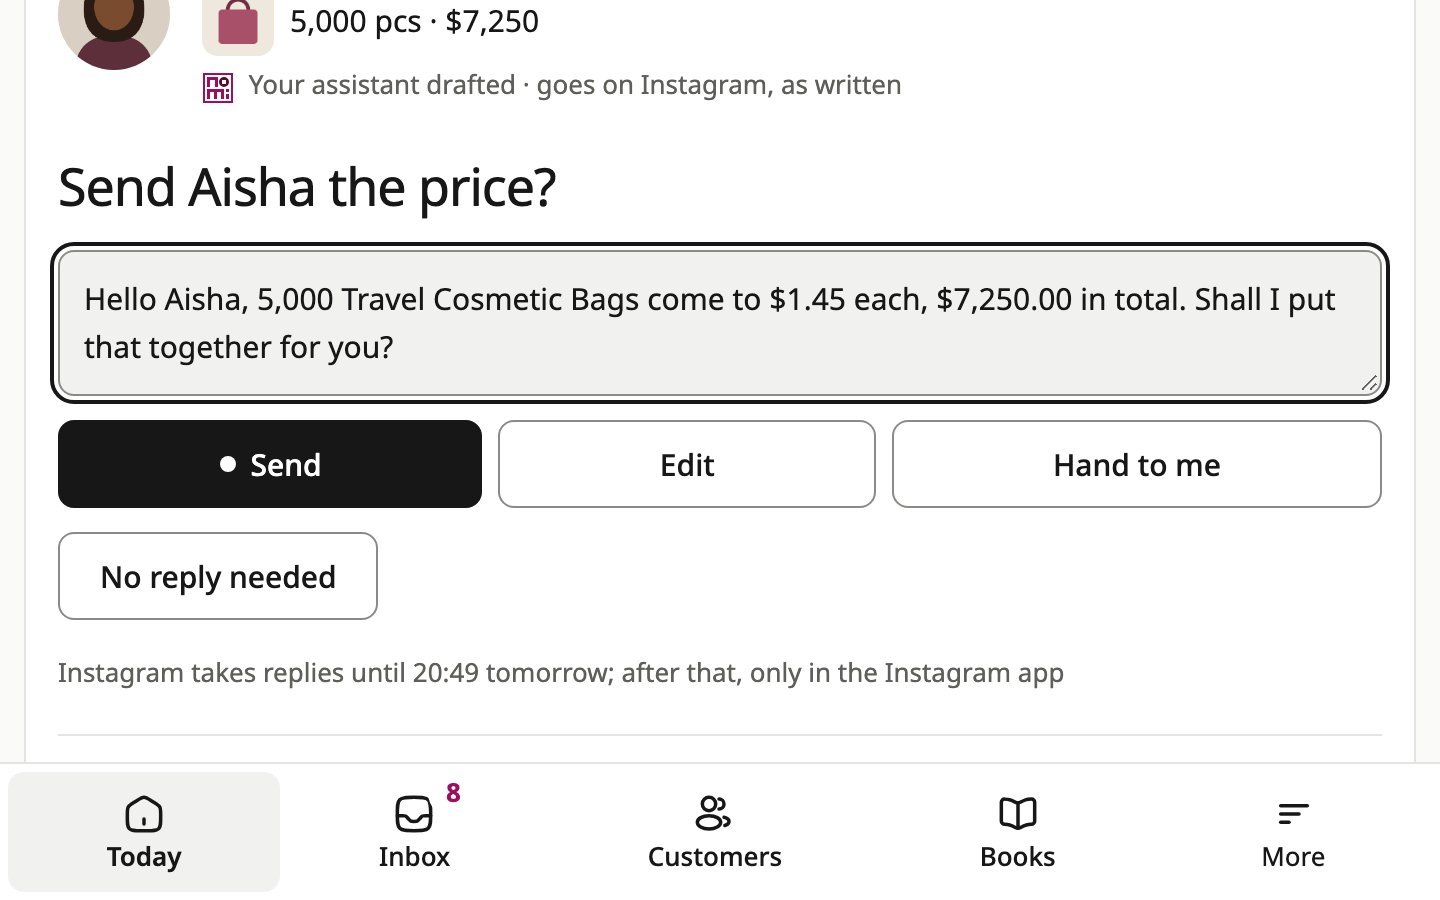 5,000 pcs · $7,250
nomi
Your assistant drafted · goes on Instagram, as written
Send Aisha the price?
Hello Aisha, 5,000 Travel Cosmetic Bags come to $1.45 each, $7,250.00 in total. Shall I put
that together for you?
Send
Edit
Hand to me
No reply needed
Instagram takes replies until 20:49 tomorrow; after that, only in the Instagram app
8
Today
Inbox
Customers
Books
More